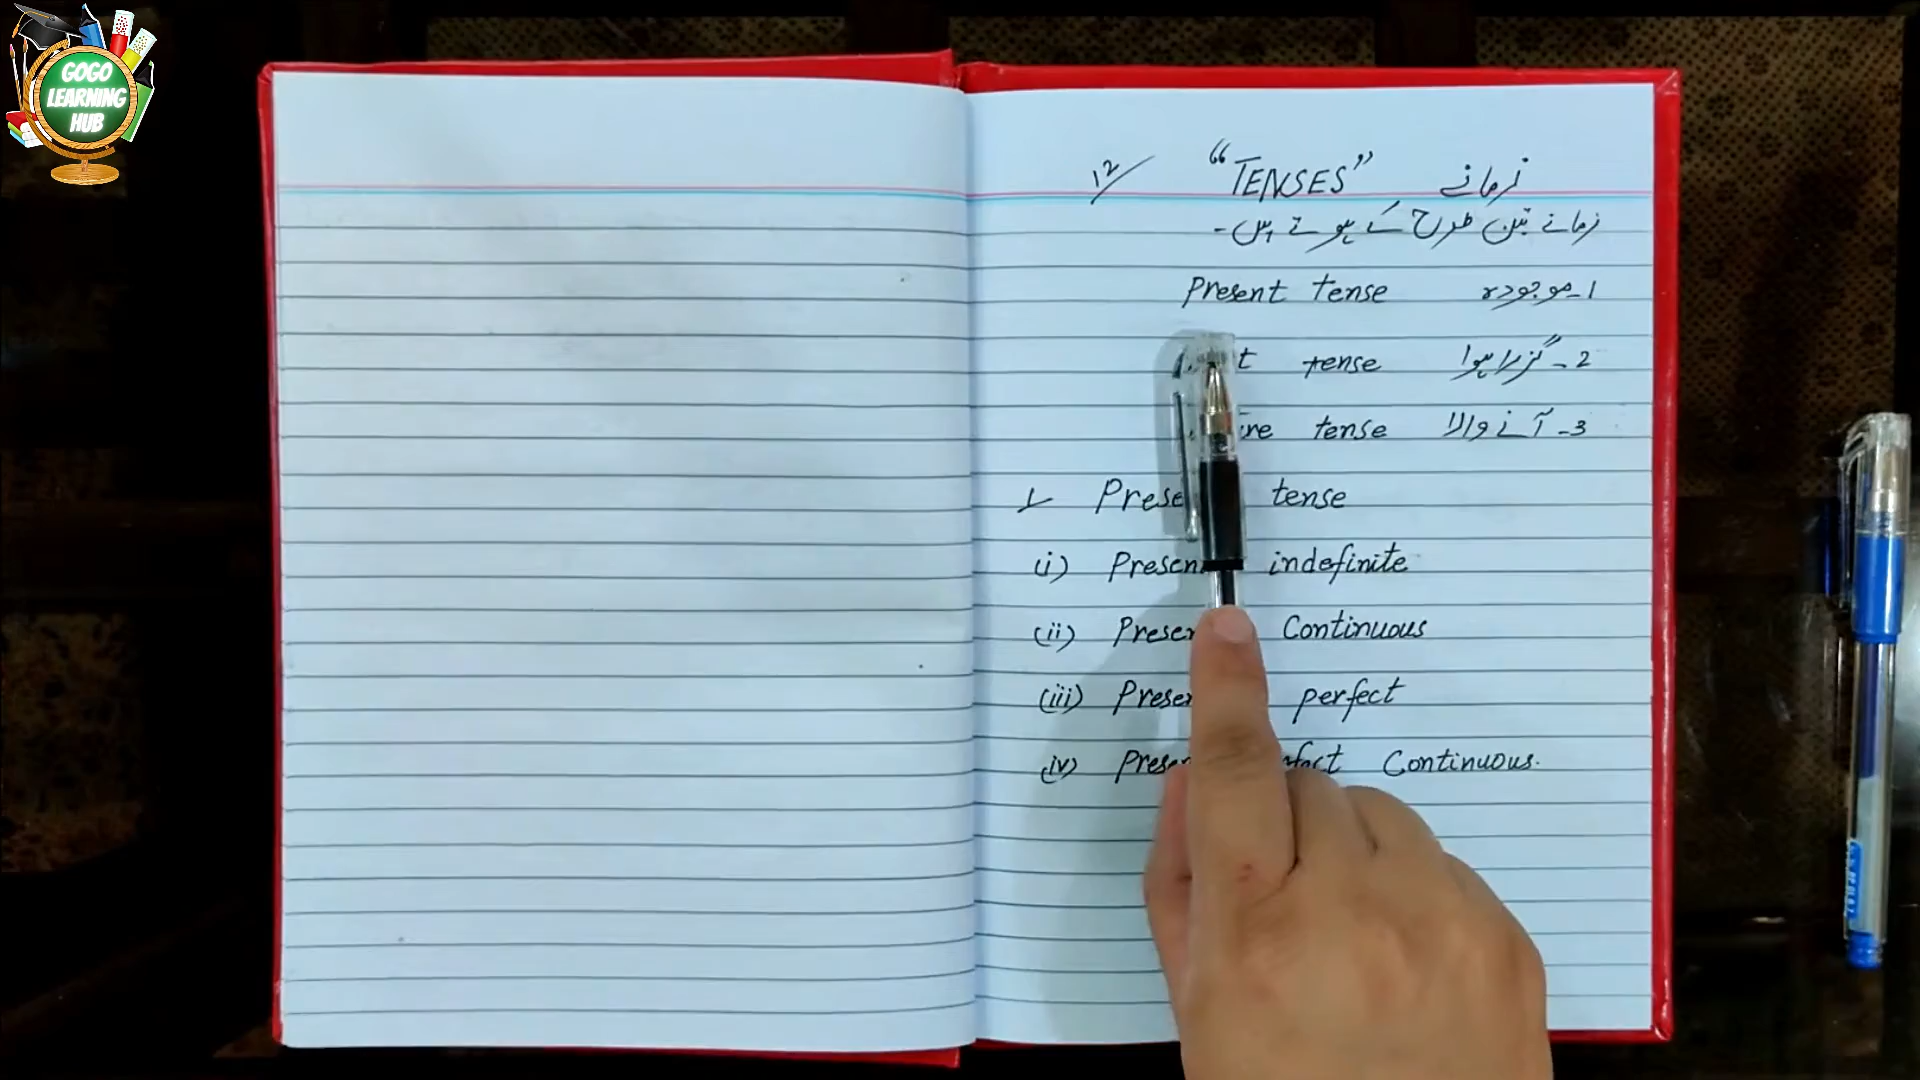 GOGO
LEARNING
HUB
12/ "TENSES" زمانے
زمانے تین طرح کے ہوتے ہیں۔
Present tense 1۔موجودہ
tense 2۔گزرا ہوا
tense 3۔آنے والا
1 tense
(i) indefinite
(ii) Continuous
(iii) perfect
(iv) Continuous.